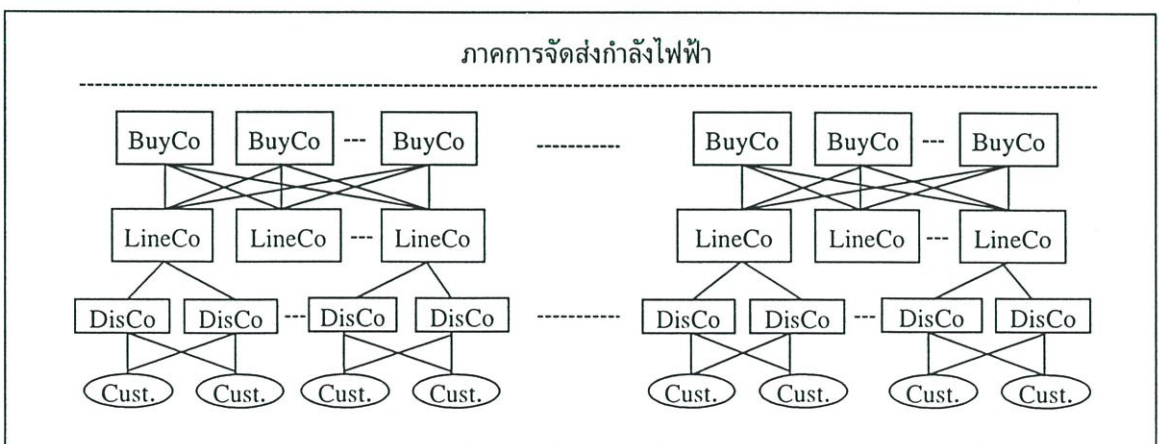 ภาคการจัดส่งกำลังไฟฟ้า
BuyCo BuyCo --- BuyCo ----------- BuyCo BuyCo --- BuyCo
LineCo LineCo --- LineCo LineCo LineCo --- LineCo
DisCo DisCo --- DisCo DisCo ----------- DisCo DisCo --- DisCo DisCo
Cust. Cust. Cust. Cust. Cust. Cust. Cust. Cust.